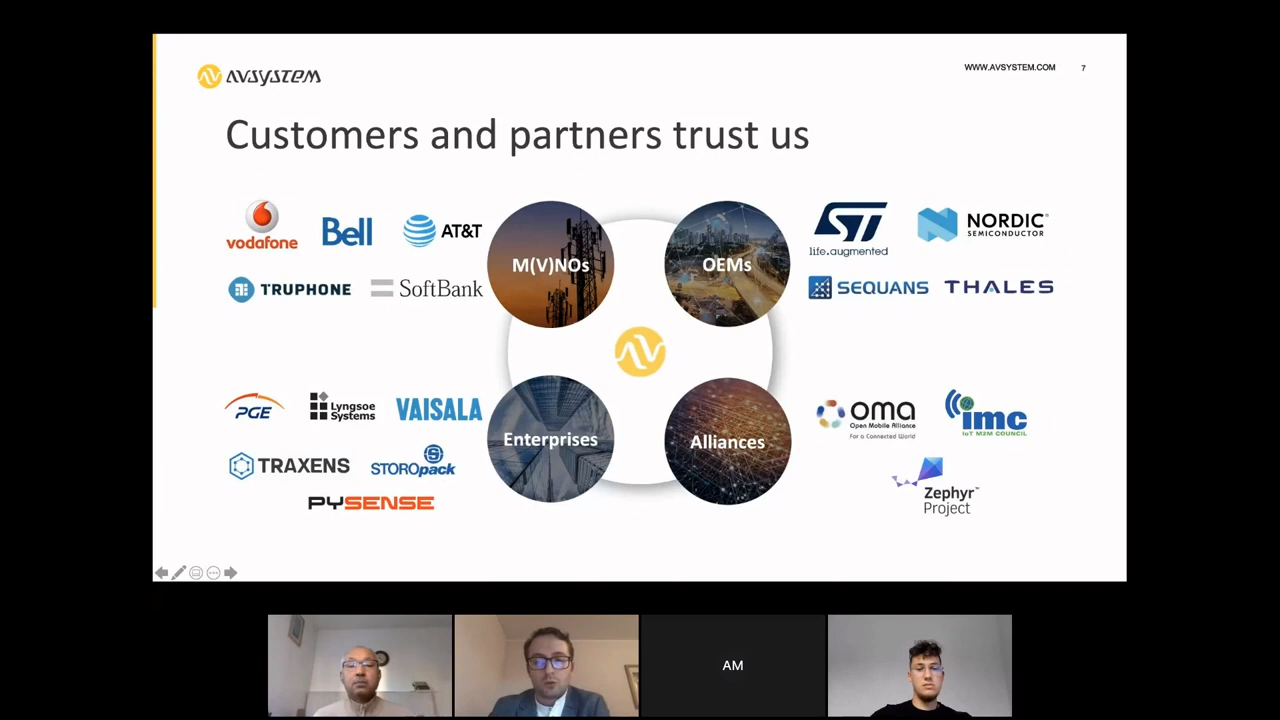 AVSYSTEM
WWW.AVSYSTEM.COM 7
Customers and partners trust us
vodafone
Bell
AT&T
TRUPHONE
SoftBank
M(V)NOs
OEMs
ST
life.augmented
NORDIC
SEMICONDUCTOR
SEQUANS
THALES
PGE
Lyngsoe
Systems
VAISALA
TRAXENS
STOROpack
PYSENSE
Enterprises
Alliances
oma
Open Mobile Alliance
For a Connected World
imc
IoT M2M COUNCIL
Zephyr™
Project
AM